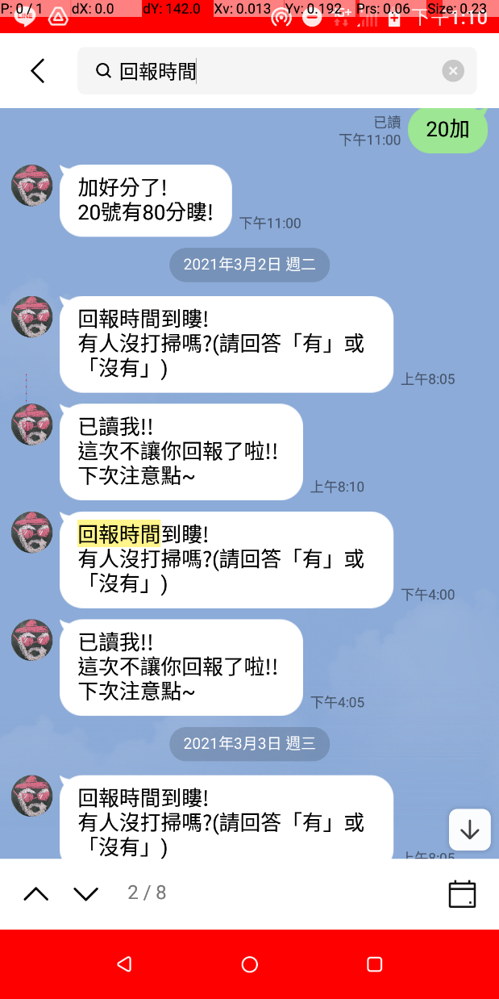 P: 0 / 1 dX: 0.0 dY: 142.0 Xv: 0.013 Yv: 0.192 Prs: 0.06 Size: 0.23
LINE 下午1:10
回報時間
已讀
下午11:00
20加
加好分了!
20號有80分瞜!
下午11:00
2021年3月2日 週二
回報時間到瞜!
有人沒打掃嗎?(請回答「有」或
「沒有」)
上午8:05
已讀我!!
這次不讓你回報了啦!!
下次注意點~
上午8:10
回報時間到瞜!
有人沒打掃嗎?(請回答「有」或
「沒有」)
下午4:00
已讀我!!
這次不讓你回報了啦!!
下次注意點~
下午4:05
2021年3月3日 週三
回報時間到瞜!
有人沒打掃嗎?(請回答「有」或
「沒有」)
上午8:05
2 / 8